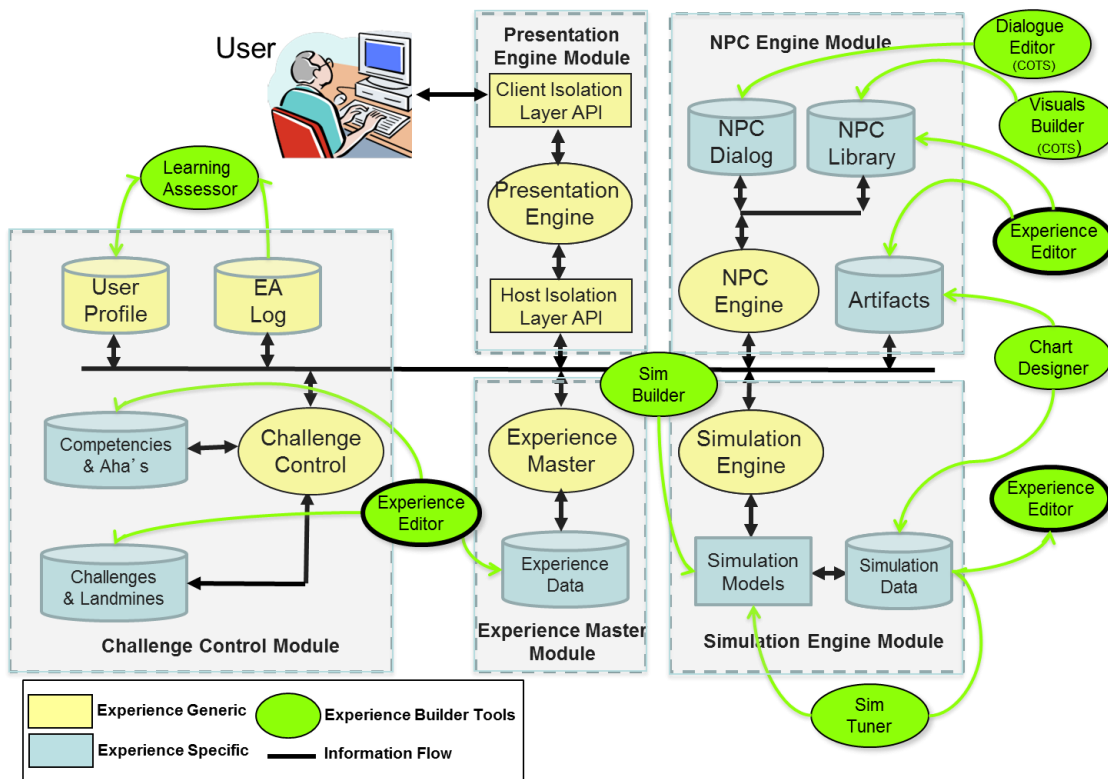 User
Presentation
Engine Module
Client Isolation
Layer API
Presentation
Engine
Host Isolation
Layer API
NPC Engine Module
NPC
Dialog
NPC
Library
NPC
Engine
Artifacts
Dialogue
Editor
(COTS)
Visuals
Builder
(COTS)
Experience
Editor
Chart
Designer
Experience
Editor
Learning
Assessor
User
Profile
EA
Log
Competencies
& Aha's
Challenge
Control
Challenges
& Landmines
Challenge Control Module
Experience
Editor
Experience
Master
Experience
Data
Experience Master
Module
Sim
Builder
Simulation
Engine
Simulation
Models
Simulation
Data
Simulation Engine Module
Sim
Tuner
Experience Generic
Experience Builder Tools
Experience Specific
Information Flow